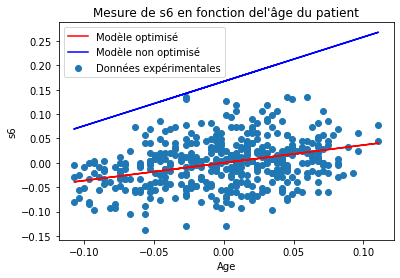 Mesure de s6 en fonction del'âge du patient
Modèle optimisé
Modèle non optimisé
Données expérimentales
s6
0.25
0.20
0.15
0.10
0.05
0.00
−0.05
−0.10
−0.15
−0.10
−0.05
0.00
0.05
0.10
Age